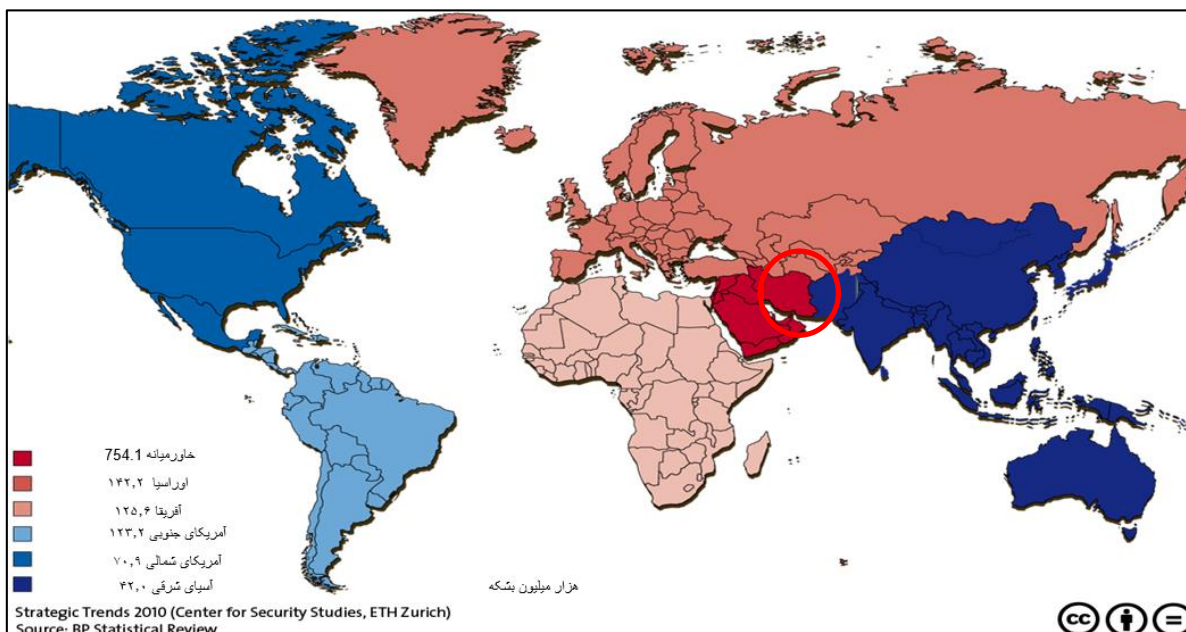 خاورمیانه 754.1
اوراسیا ۱۴۲,۲
آفریقا ۱۲۵,۶
آمریکای جنوبی ۱۲۳,۲
آمریکای شمالی ۷۰,۹
آسیای شرقی ۴۲,۰
هزار میلیون بشکه
Strategic Trends 2010 (Center for Security Studies, ETH Zurich)
Source: BP Statistical Review
cc